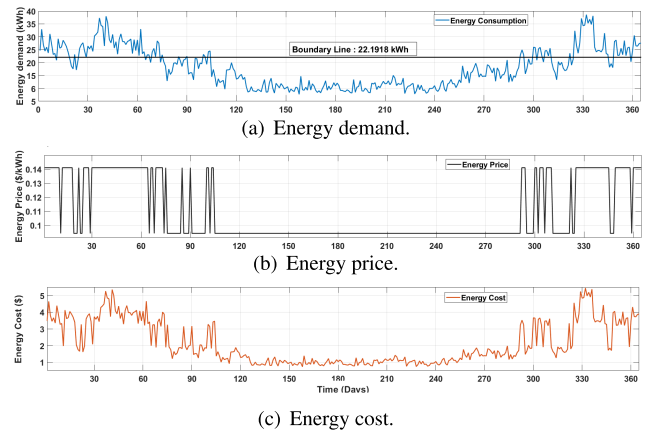 Energy demand (kWh)
40
35
30
25
20
15
6
5
Energy Consumption
Boundary Line : 22.1918 kWh
0 30 60 90 120 150 180 210 240 270 300 330 360
(a) Energy demand.
Energy Price ($/kWh)
0.14
0.13
0.12
0.11
0.1
Energy Price
30 60 90 120 150 180 210 240 270 300 330 360
(b) Energy price.
Energy Cost ($)
5
4
3
2
1
Energy Cost
30 60 90 120 150 180 210 240 270 300 330 360
Time (Days)
(c) Energy cost.